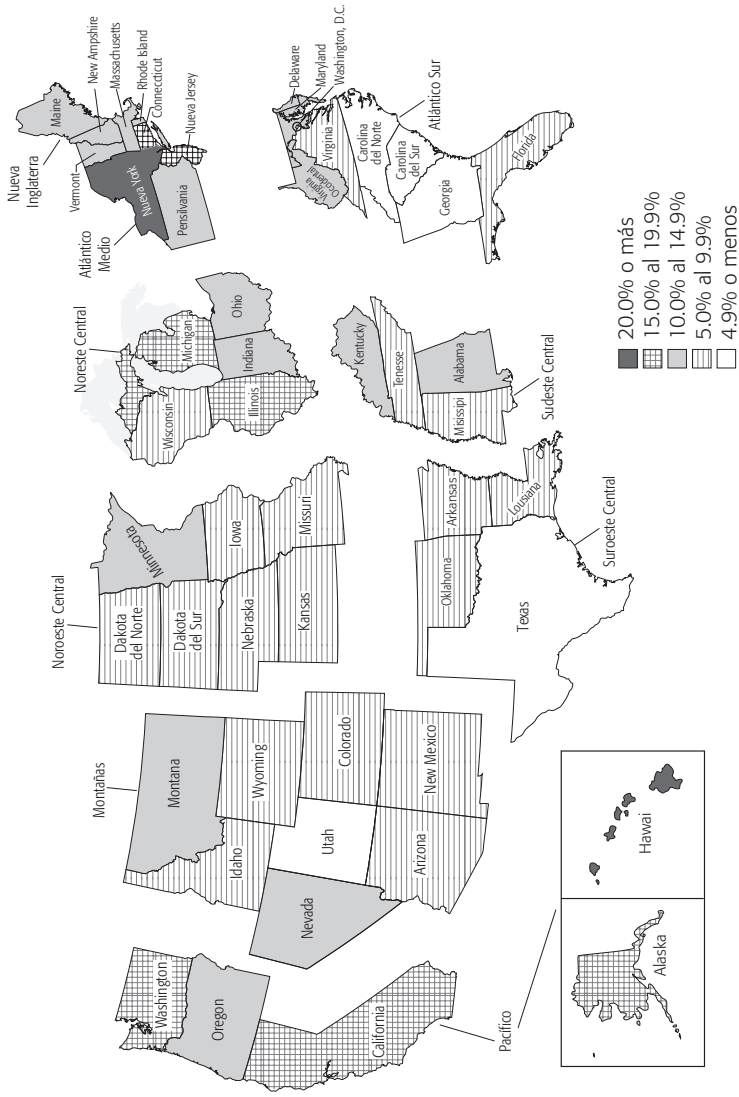 Pacífico
Washington
Oregon
California
Alaska
Hawai
Montañas
Montana
Idaho
Wyoming
Nevada
Utah
Colorado
Arizona
New Mexico
Noroeste Central
Dakota
del Norte
Minnesota
Dakota
del Sur
Nebraska
Iowa
Kansas
Missuri
Suroeste Central
Oklahoma
Arkansas
Texas
Lousiana
Noreste Central
Wisconsin
Michigan
Illinois
Indiana
Ohio
Sudeste Central
Kentucky
Tenesse
Misissipi
Alabama
Nueva
Inglaterra
Maine
New Ampshire
Vermont
Massachusetts
Rhode Island
Connecticut
Atlántico
Medio
Nueva York
Pensilvania
Nueva Jersey
Atlántico Sur
Delaware
Maryland
Washington, D.C.
Virginia
Occidental
Virginia
Carolina
del Norte
Carolina
del Sur
Georgia
Florida
20.0% o más
15.0% al 19.9%
10.0% al 14.9%
5.0% al 9.9%
4.9% o menos